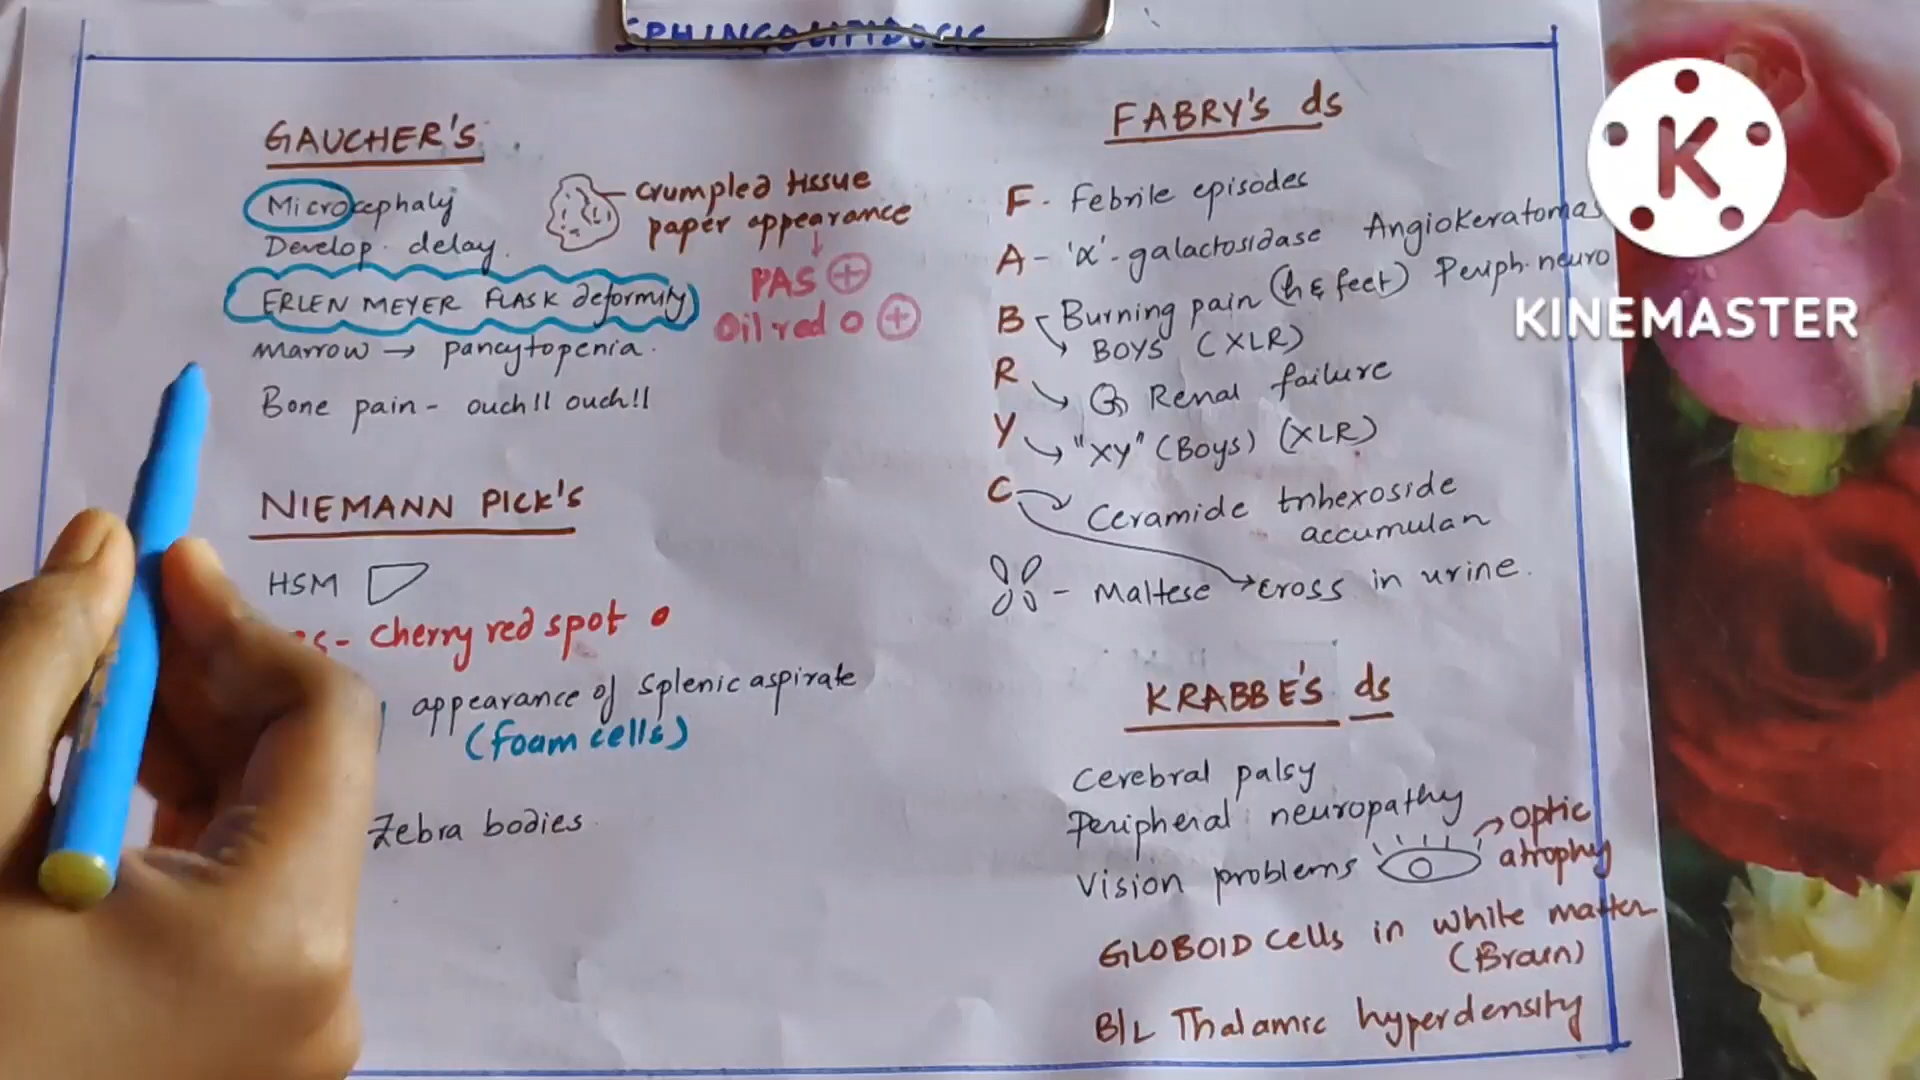 SPHINGOLIPIDOSIS
GAUCHER'S
Microcephaly
Develop. delay.
ERLEN MEYER FLASK deformity
Marrow → pancytopenia.
Bone pain - ouch!! ouch!!
Crumpled tissue
paper appearance
PAS +
Oil red O +
NIEMANN PICK'S
HSM
- Cherry red spot
appearance of splenic aspirate
(foam cells)
Zebra bodies
FABRY'S ds
F - Febrile episodes
A - 'α'-galactosidase Angiokeratomas
B Burning pain (h & feet) Periph. neuro
→ BOYS (XLR)
R → Renal failure
Y → "XY" (Boys) (XLR)
C → Ceramide trihexoside
accumulan
- Maltese → cross in urine.
KRABBE'S ds
Cerebral palsy
Peripheral neuropathy
Vision problems → optic
atrophy
GLOBOID cells in white matter
(Brain)
B/L Thalamic hyperdensity
K
KINEMASTER